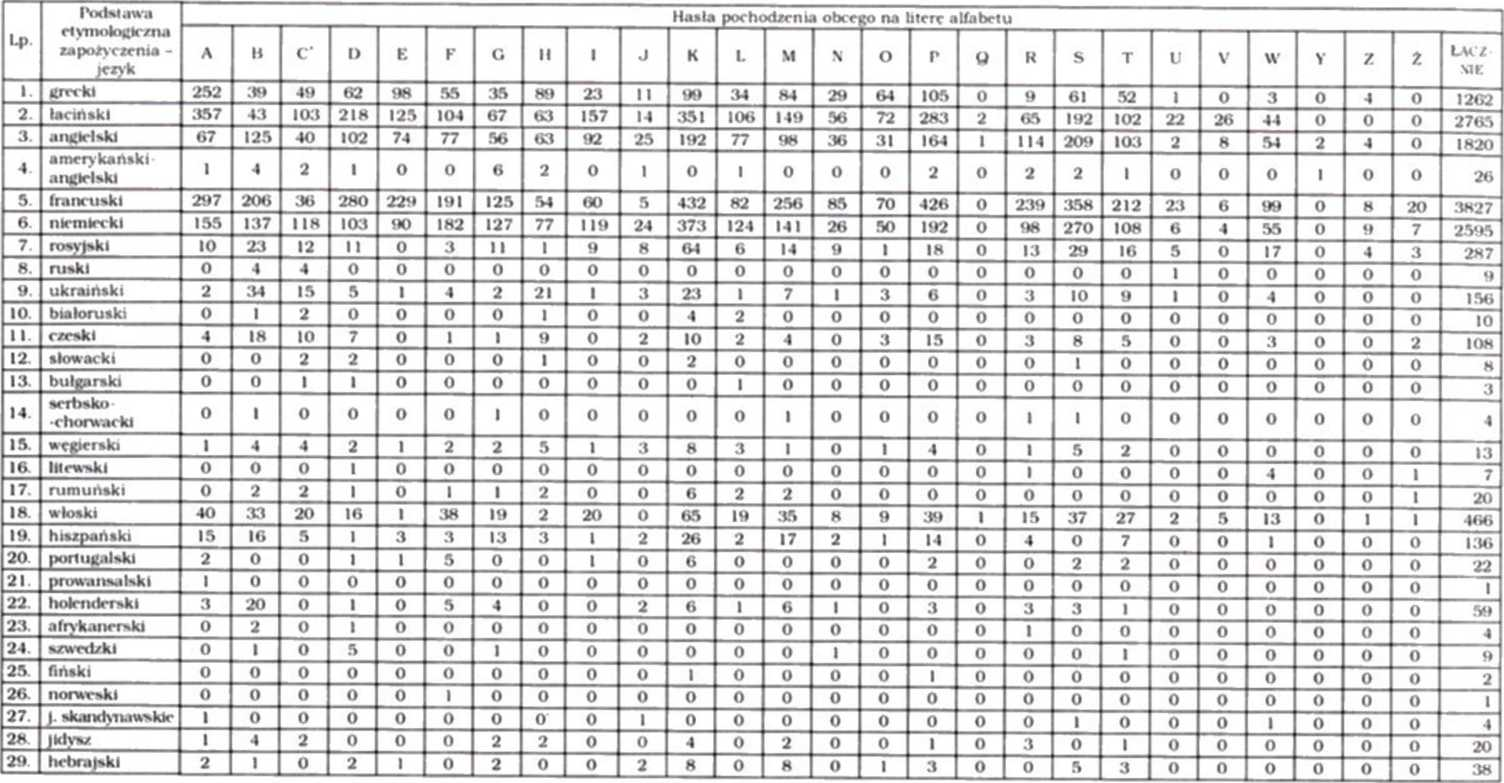 Lp. Podstawa etymologiczna zapożyczenia – język Hasła pochodzenia obcego na literę alfabetu
A B C D E F G H I J K L M N O P Q R S T U V W Y Z Ż ŁĄCZ-NIE
1. grecki 252 39 49 62 98 55 35 89 23 11 99 34 84 29 64 105 0 9 61 52 1 0 3 0 4 0 1262
2. łaciński 357 43 103 218 125 104 67 63 157 14 351 106 149 56 72 283 2 65 192 102 22 26 44 0 0 0 2765
3. angielski 67 125 40 102 74 77 56 63 92 25 192 77 98 36 31 164 1 114 209 103 2 8 54 2 4 0 1820
4. amerykański-angielski 1 4 2 1 0 0 6 2 0 1 0 1 0 0 0 2 0 2 2 1 0 0 0 1 0 0 26
5. francuski 297 206 36 280 229 191 125 54 60 5 432 82 256 85 70 426 0 239 358 212 23 6 99 0 8 20 3827
6. niemiecki 155 137 118 103 90 182 127 77 119 24 373 124 141 26 50 192 0 98 270 108 6 4 55 0 9 7 2595
7. rosyjski 10 23 12 11 0 3 11 1 9 8 64 6 14 9 1 18 0 13 29 16 5 0 17 0 4 3 287
8. ruski 0 4 4 0 0 0 0 0 0 0 0 0 0 0 0 0 0 0 0 0 1 0 0 0 0 0 9
9. ukraiński 2 34 15 5 1 4 2 21 1 3 23 1 7 1 3 6 0 3 10 9 1 0 4 0 0 0 156
10. białoruski 0 1 2 0 0 0 0 1 0 0 4 2 0 0 0 0 0 0 0 0 0 0 0 0 0 0 10
11. czeski 4 18 10 7 0 1 1 9 0 2 10 2 4 0 3 15 0 3 8 5 0 0 3 0 0 2 108
12. słowacki 0 0 2 2 0 0 0 1 0 0 2 0 0 0 0 0 0 0 1 0 0 0 0 0 0 0 8
13. bułgarski 0 0 1 1 0 0 0 0 0 0 0 1 0 0 0 0 0 0 0 0 0 0 0 0 0 0 3
14. serbsko--chorwacki 0 1 0 0 0 0 1 0 0 0 0 0 1 0 0 0 0 1 1 0 0 0 0 0 0 0 4
15. węgierski 1 4 4 2 1 2 2 5 1 3 8 3 1 0 1 4 0 1 5 2 0 0 0 0 0 0 13
16. litewski 0 0 0 1 0 0 0 0 0 0 0 0 0 0 0 0 0 1 0 0 0 0 4 0 0 1 7
17. rumuński 0 2 2 1 0 1 1 2 0 0 6 2 2 0 0 0 0 0 0 0 0 0 0 0 0 1 20
18. włoski 40 33 20 16 1 38 19 2 20 0 65 19 35 8 9 39 1 15 37 27 2 5 13 0 1 1 466
19. hiszpański 15 16 5 1 3 3 13 3 1 2 26 2 17 2 1 14 0 4 0 7 0 0 1 0 0 0 136
20. portugalski 2 0 0 1 1 5 0 0 1 0 6 0 0 0 0 2 0 0 2 2 0 0 0 0 0 0 22
21. prowansalski 1 0 0 0 0 0 0 0 0 0 0 0 0 0 0 0 0 0 0 0 0 0 0 0 0 0 1
22. holenderski 3 20 0 1 0 5 4 0 0 2 6 1 6 1 0 3 0 3 3 1 0 0 0 0 0 0 59
23. afrykanerski 0 2 0 1 0 0 0 0 0 0 0 0 0 0 0 0 0 1 0 0 0 0 0 0 0 0 4
24. szwedzki 0 1 0 5 0 0 1 0 0 0 0 0 0 1 0 0 0 0 0 1 0 0 0 0 0 0 9
25. fiński 0 0 0 0 0 0 0 0 0 0 1 0 0 0 0 1 0 0 0 0 0 0 0 0 0 0 2
26. norweski 0 0 0 0 0 1 0 0 0 0 0 0 0 0 0 0 0 0 0 0 0 0 0 0 0 0 1
27. j. skandynawskie 1 0 0 0 0 0 0 0 0 1 0 0 0 0 0 0 0 0 1 0 0 0 1 0 0 0 4
28. jidysz 1 4 2 0 0 0 2 2 0 0 4 0 2 0 0 1 0 3 0 1 0 0 0 0 0 0 20
29. hebrajski 2 1 0 2 1 0 2 0 0 2 8 0 8 0 1 3 0 0 5 3 0 0 0 0 0 0 38